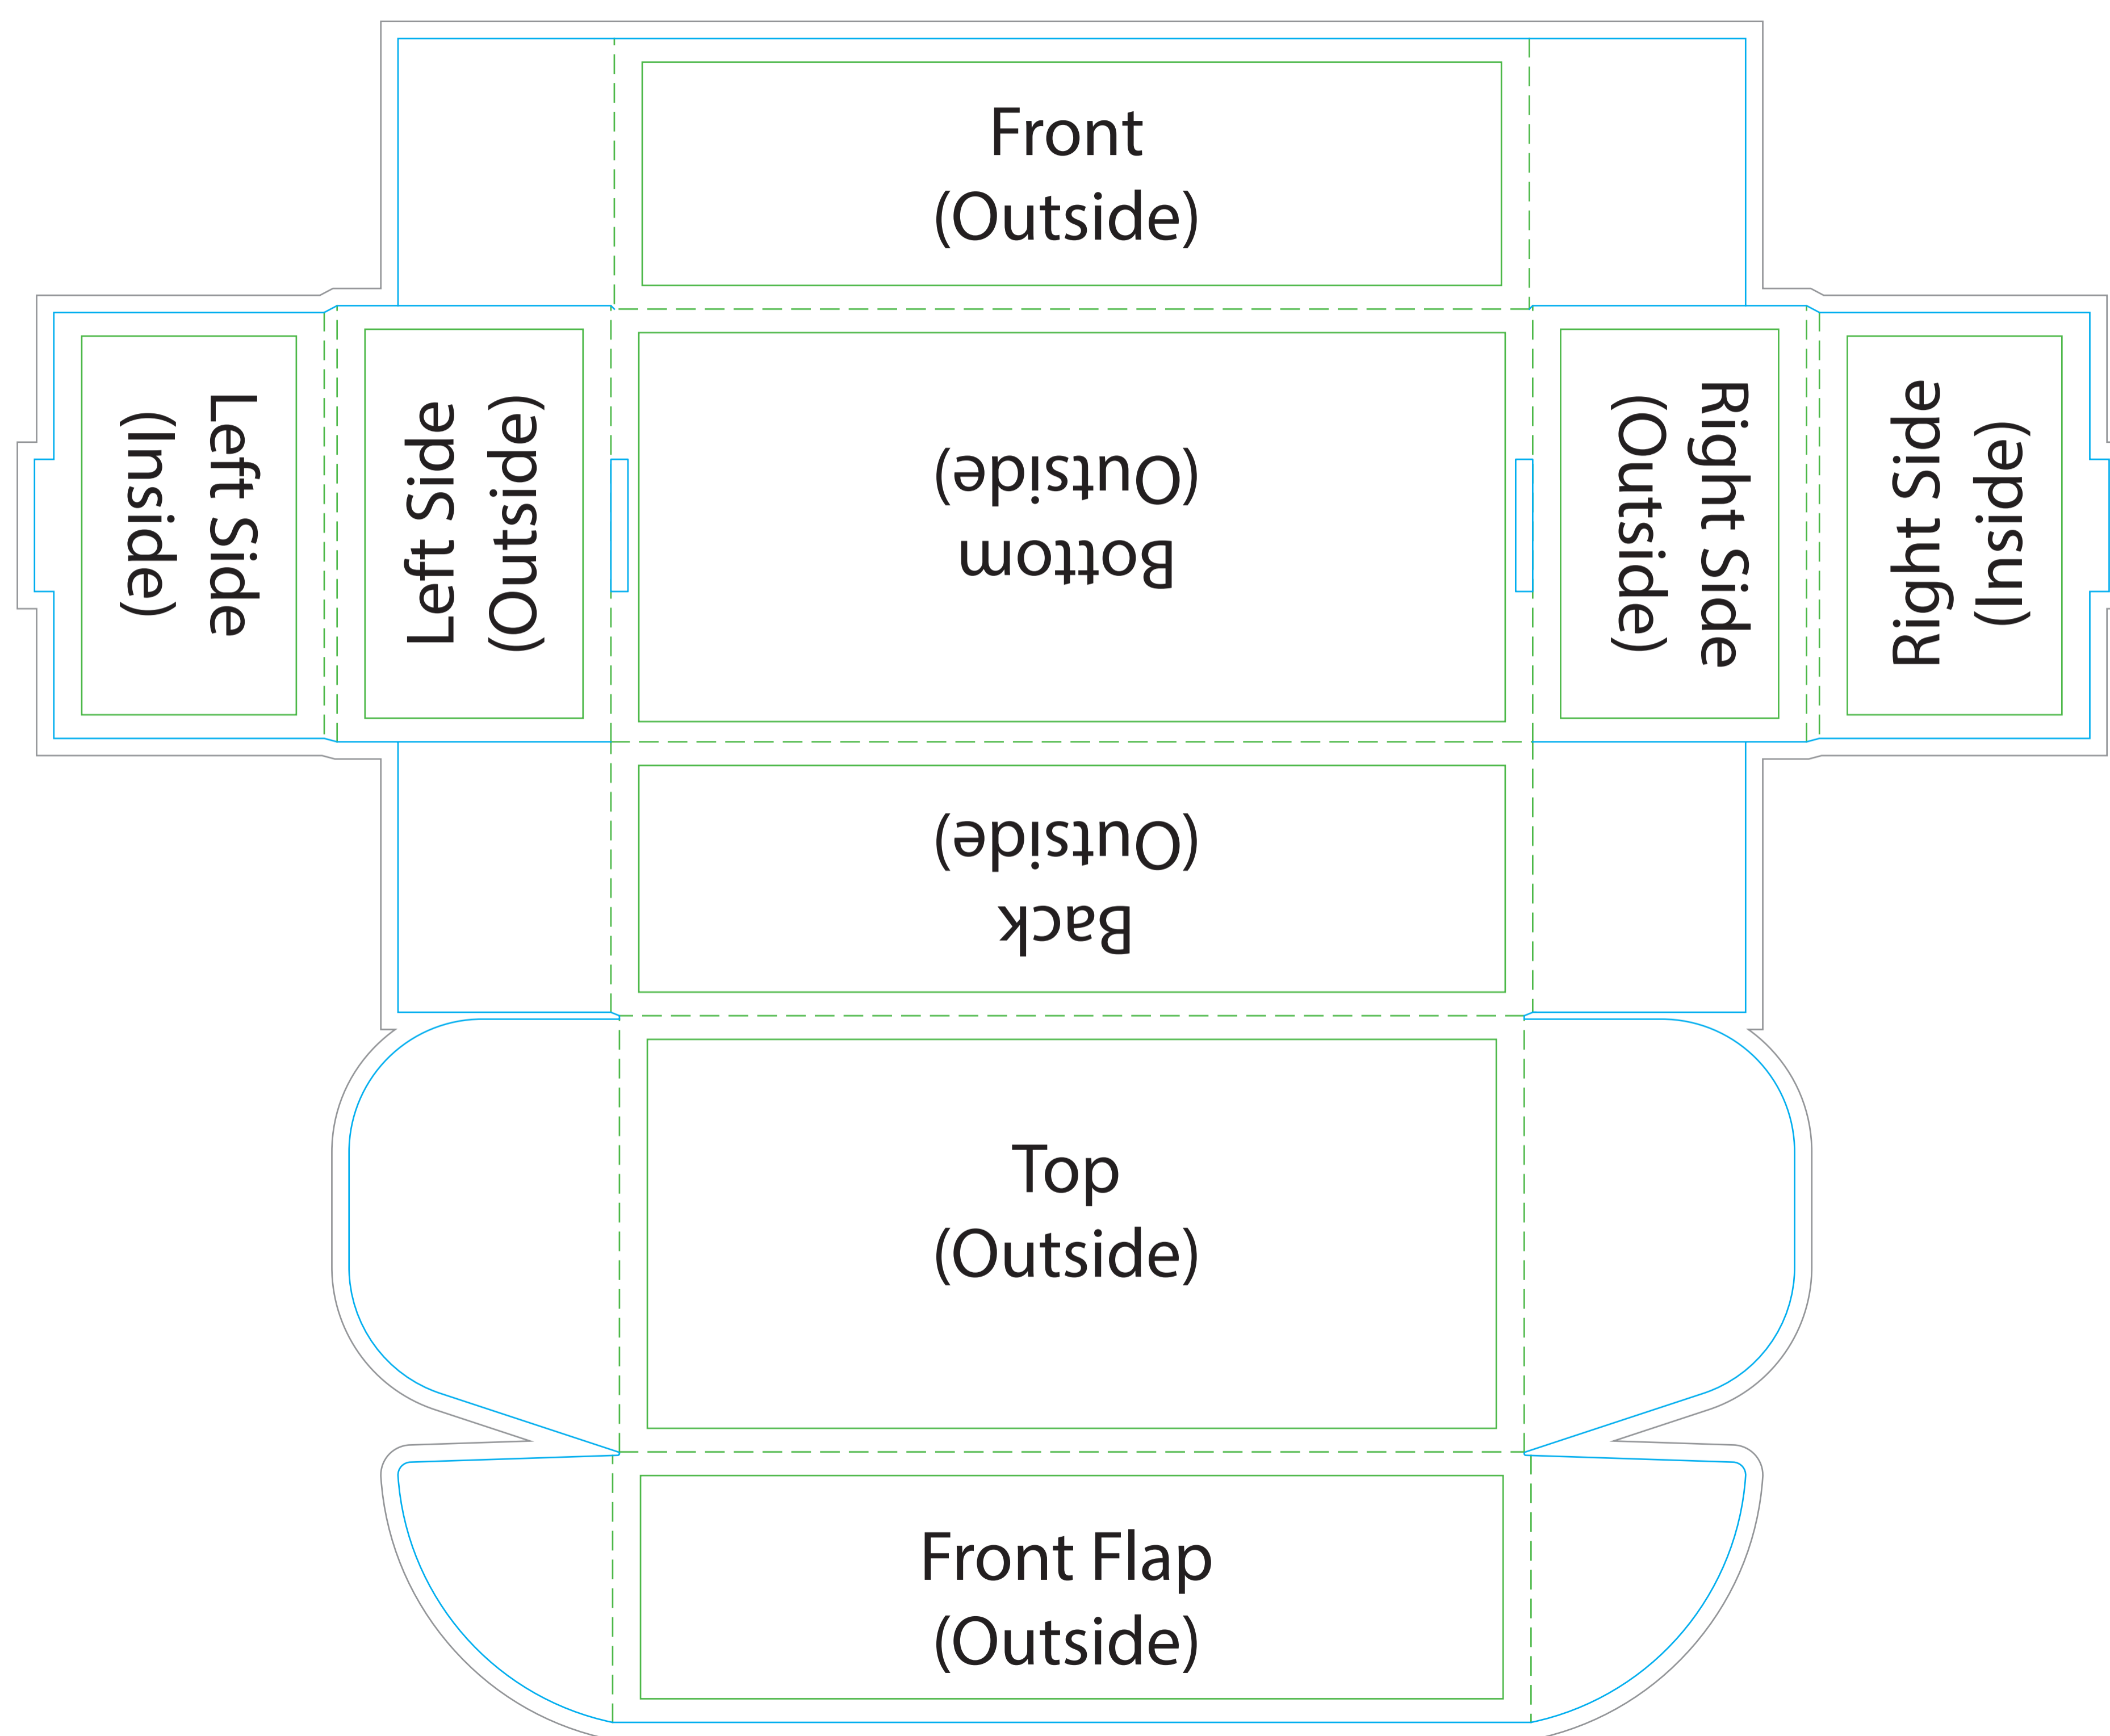 Front
(Outside)
Left Side
(Inside)
Left Side
(Outside)
Bottom
(Outside)
Right Side
(Outside)
Right Side
(Inside)
Back
(Outside)
Top
(Outside)
Front Flap
(Outside)